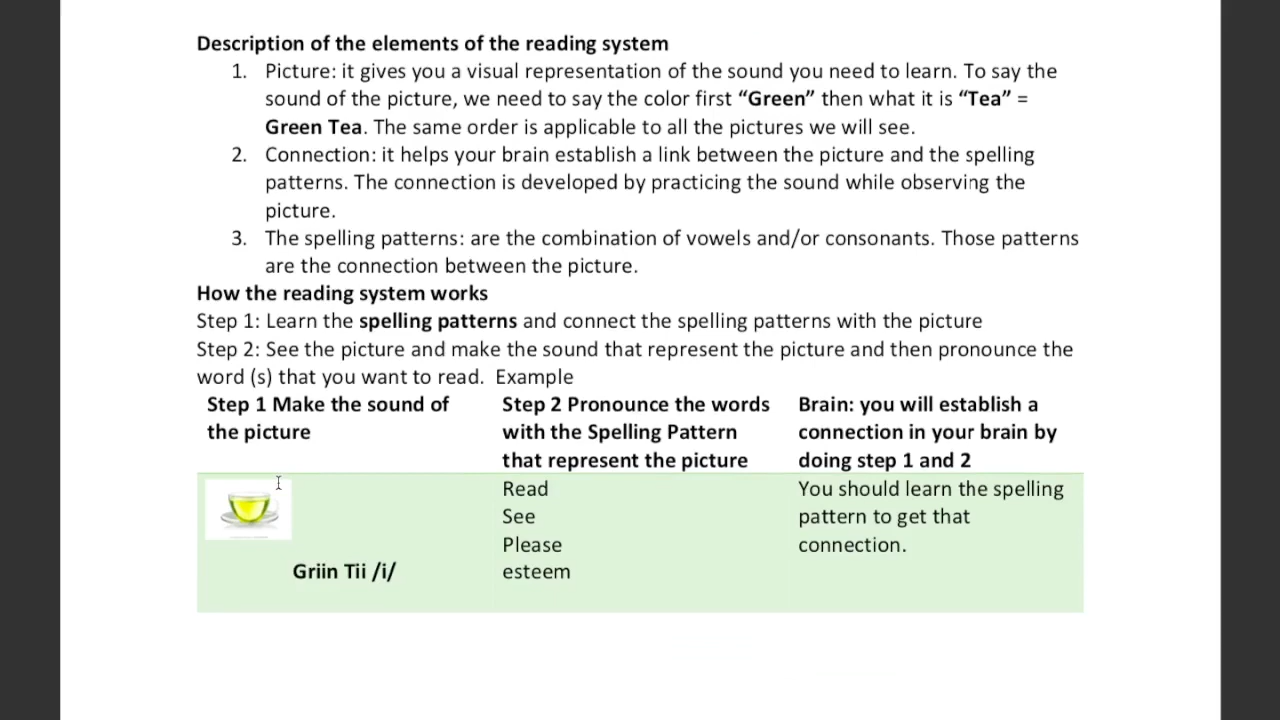 Description of the elements of the reading system
1. Picture: it gives you a visual representation of the sound you need to learn. To say the
sound of the picture, we need to say the color first “Green” then what it is “Tea” =
Green Tea. The same order is applicable to all the pictures we will see.
2. Connection: it helps your brain establish a link between the picture and the spelling
patterns. The connection is developed by practicing the sound while observing the
picture.
3. The spelling patterns: are the combination of vowels and/or consonants. Those patterns
are the connection between the picture.
How the reading system works
Step 1: Learn the spelling patterns and connect the spelling patterns with the picture
Step 2: See the picture and make the sound that represent the picture and then pronounce the
word (s) that you want to read. Example
Step 1 Make the sound of
the picture
Step 2 Pronounce the words
with the Spelling Pattern
that represent the picture
Brain: you will establish a
connection in your brain by
doing step 1 and 2
Griin Tii /i/
Read
See
Please
esteem
You should learn the spelling
pattern to get that
connection.